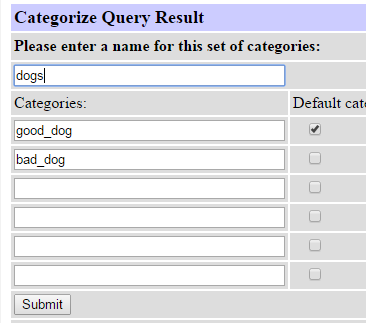 Categorize Query Result
Please enter a name for this set of categories:
dogs
Categories: Default cate
good_dog
bad_dog
Submit